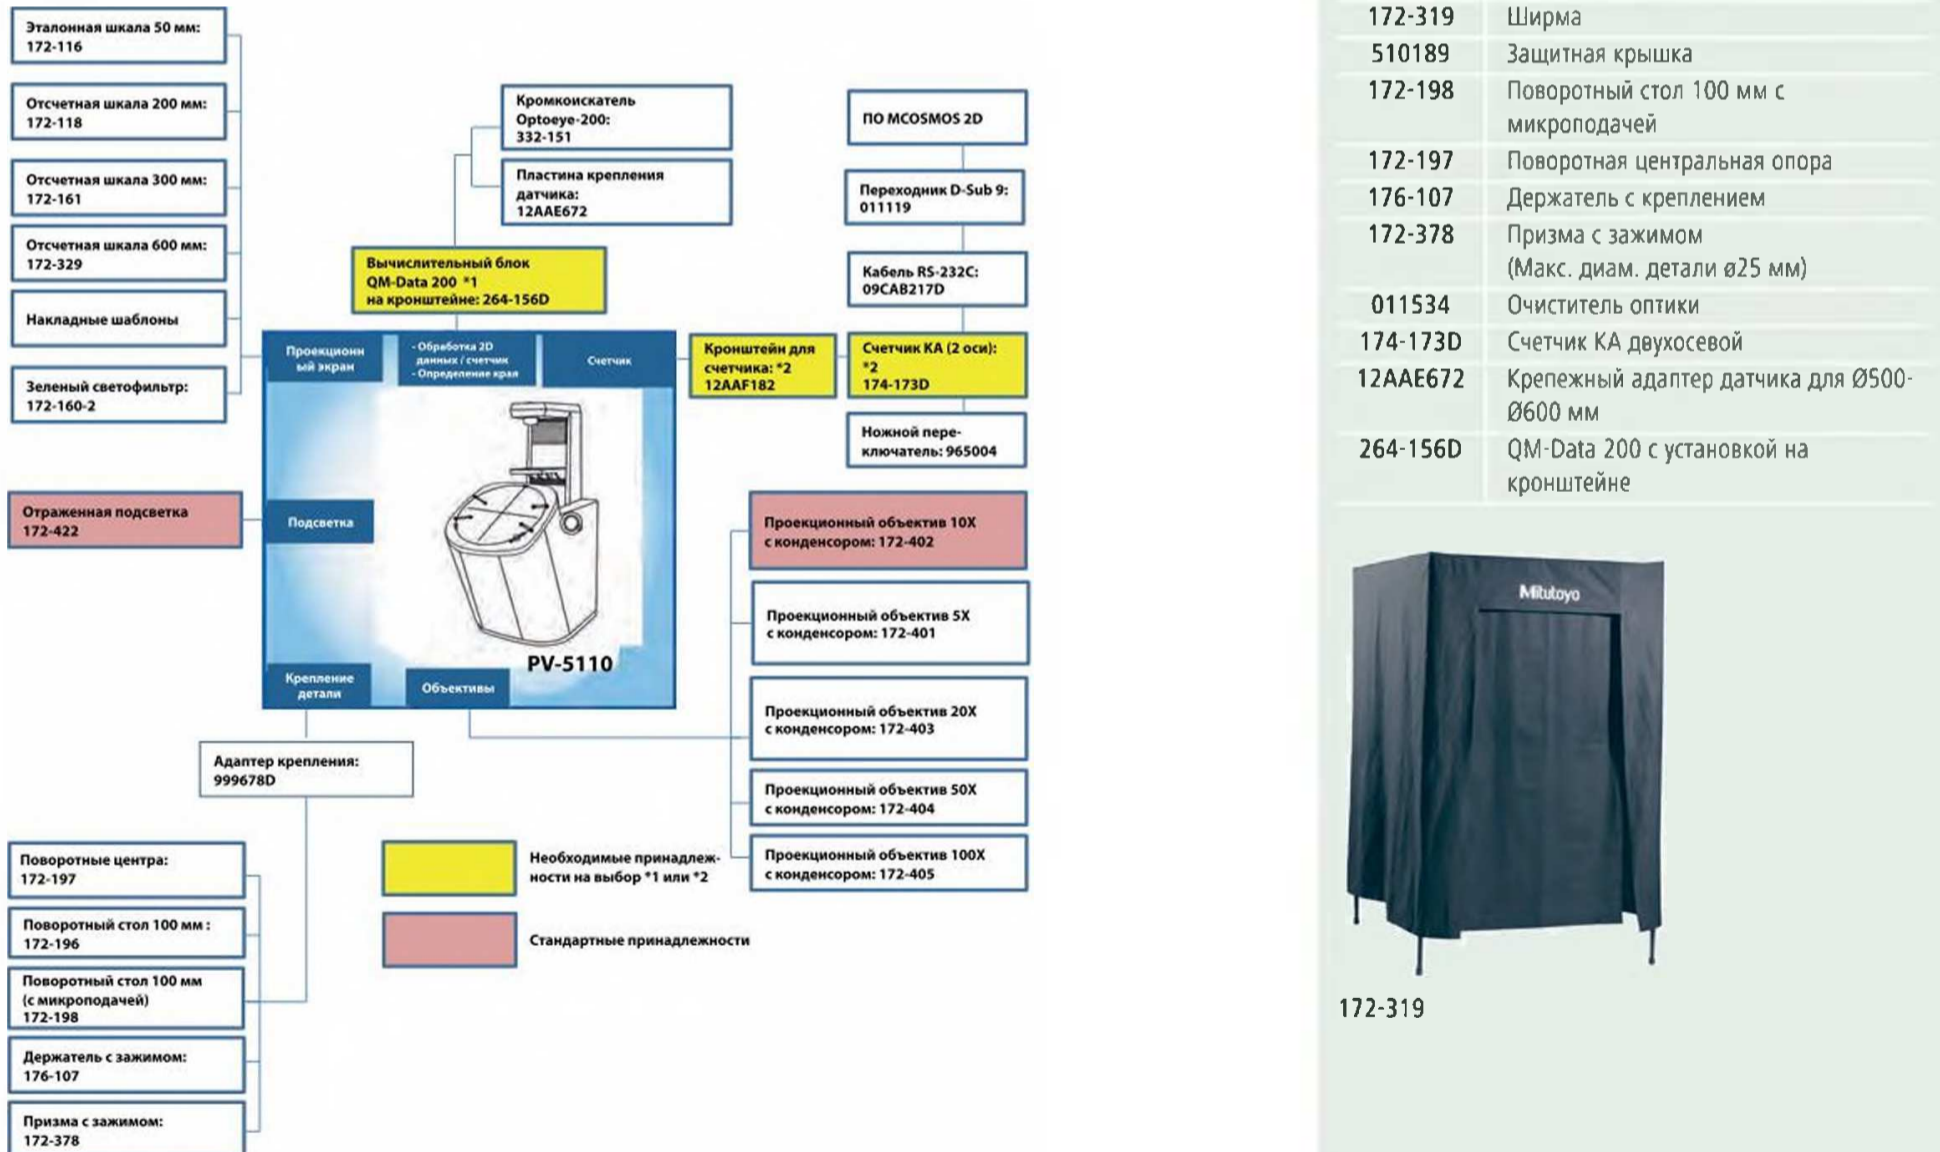 Эталонная шкала 50 мм:
172-116
Отсчетная шкала 200 мм:
172-118
Отсчетная шкала 300 мм:
172-161
Отсчетная шкала 600 мм:
172-329
Накладные шаблоны
Зеленый светофильтр:
172-160-2
Кромкоискатель
Optoeye-200:
332-151
Пластина крепления
датчика:
12AAE672
Вычислительный блок
QM-Data 200 *1
на кронштейне: 264-156D
ПО MCOSMOS 2D
Переходник D-Sub 9:
011119
Кабель RS-232C:
09CAB217D
Кронштейн для
счетчика: *2
12AAF182
Счетчик КА (2 оси):
*2
174-173D
Ножной пере-
ключатель: 965004
Проекционн
ый экран
- Обработка 2D
данных / счетчик
- Определение края
Счетчик
Отраженная подсветка
172-422
Подсветка
PV-5110
Крепление
детали
Объективы
Проекционный объектив 10X
с конденсором: 172-402
Проекционный объектив 5X
с конденсором: 172-401
Проекционный объектив 20X
с конденсором: 172-403
Проекционный объектив 50X
с конденсором: 172-404
Проекционный объектив 100X
с конденсором: 172-405
Адаптер крепления:
999678D
Поворотные центра:
172-197
Поворотный стол 100 мм :
172-196
Поворотный стол 100 мм
(с микроподачей)
172-198
Держатель с зажимом:
176-107
Призма с зажимом:
172-378
Необходимые принадлеж-
ности на выбор *1 или *2
Стандартные принадлежности
172-319 Ширма
510189 Защитная крышка
172-198 Поворотный стол 100 мм с
микроподачей
172-197 Поворотная центральная опора
176-107 Держатель с креплением
172-378 Призма с зажимом
(Макс. диам. детали ø25 мм)
011534 Очиститель оптики
174-173D Счетчик КА двухосевой
12AAE672 Крепежный адаптер датчика для Ø500-
Ø600 мм
264-156D QM-Data 200 с установкой на
кронштейне
Mitutoyo
172-319